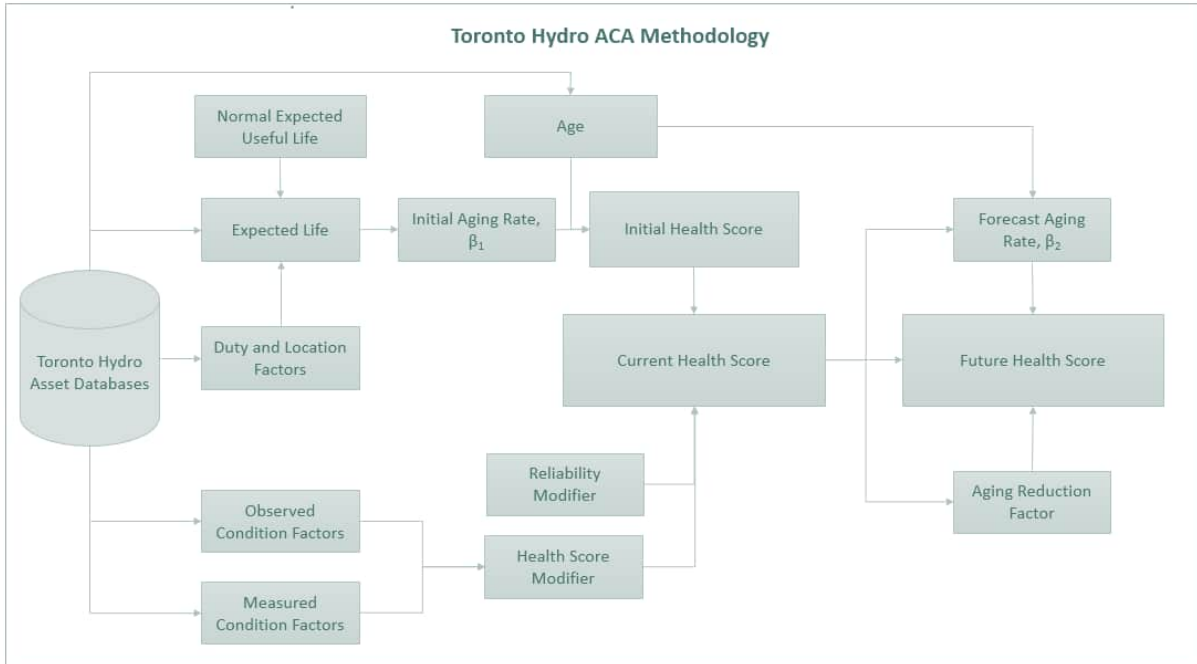 Toronto Hydro ACA Methodology
Normal Expected
Useful Life
Age
Expected Life
Initial Aging Rate,
β₁
Initial Health Score
Forecast Aging
Rate, β₂
Toronto Hydro
Asset Databases
Duty and Location
Factors
Current Health Score
Future Health Score
Reliability
Modifier
Aging Reduction
Factor
Observed
Condition Factors
Health Score
Modifier
Measured
Condition Factors